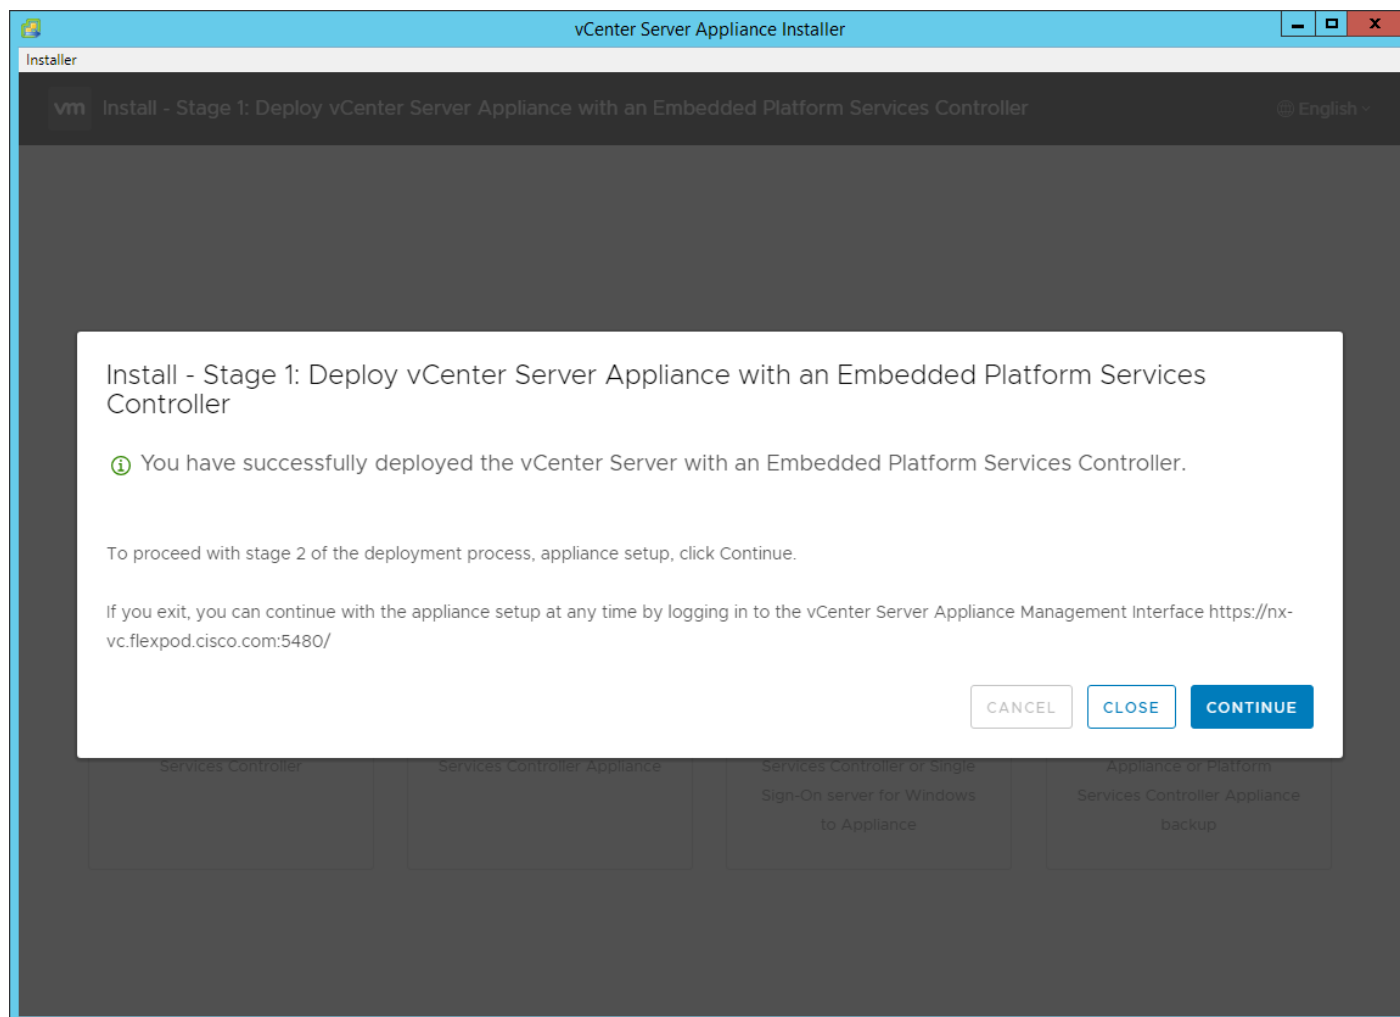 vCenter Server Appliance Installer
Installer
vm Install - Stage 1: Deploy vCenter Server Appliance with an Embedded Platform Services Controller
English
Install - Stage 1: Deploy vCenter Server Appliance with an Embedded Platform Services
Controller
You have successfully deployed the vCenter Server with an Embedded Platform Services Controller.
To proceed with stage 2 of the deployment process, appliance setup, click Continue.
If you exit, you can continue with the appliance setup at any time by logging in to the vCenter Server Appliance Management Interface https://nx-
vc.flexpod.cisco.com:5480/
CANCEL CLOSE CONTINUE
Services Controller
Services Controller Appliance
Services Controller or Single
Sign-On server for Windows
to Appliance
Appliance or Platform
Services Controller Appliance
backup